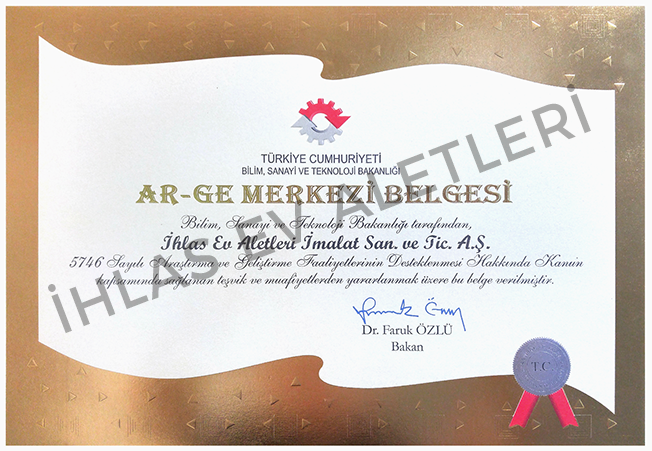 TÜRKİYE CUMHURİYETİ
BİLİM, SANAYİ VE TEKNOLOJİ BAKANLIĞI
AR-GE MERKEZİ BELGESİ
Bilim, Sanayi ve Teknoloji Bakanlığı tarafından,
İhlas Ev Aletleri İmalat San. ve Tic. A.Ş.
5746 Sayılı Araştırma ve Geliştirme Faaliyetlerinin Desteklenmesi Hakkında Kanun
kapsamında sağlanan teşvik ve muafiyetlerden yararlanmak üzere bu belge verilmiştir.
Dr. Faruk ÖZLÜ
Bakan
T.C.
İHLAS EV ALETLERİ